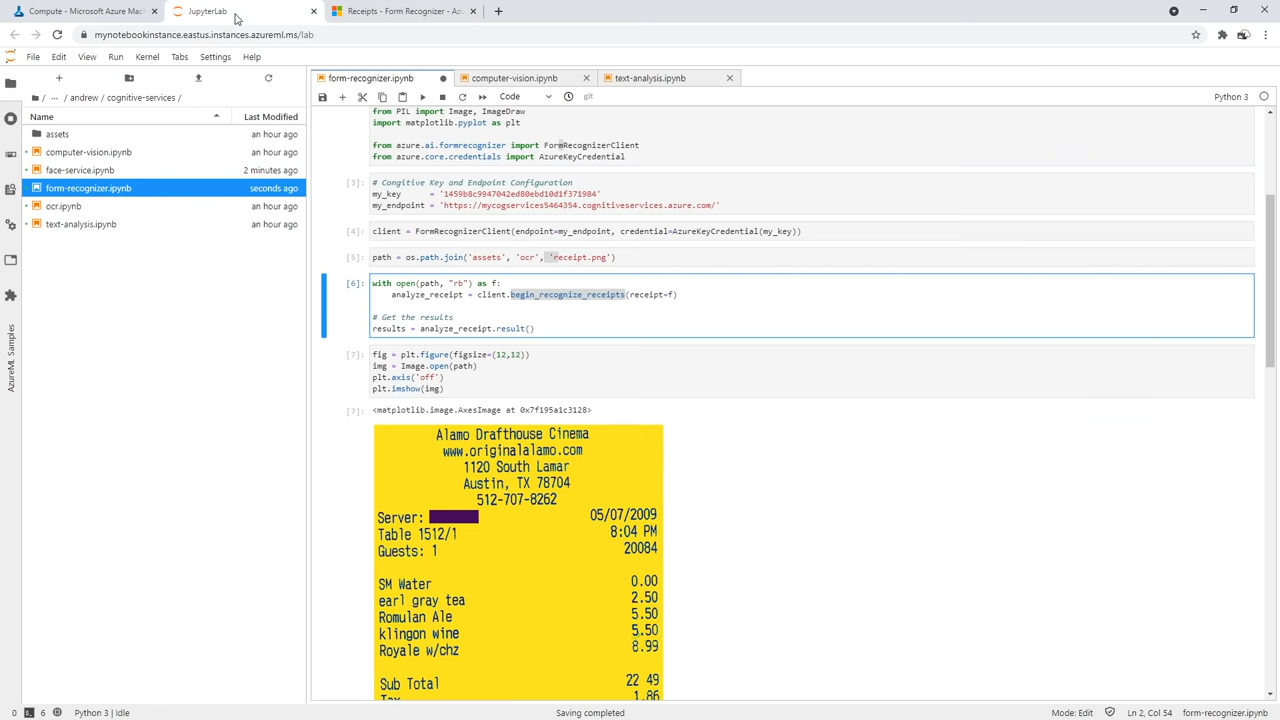 Compute - Microsoft Azure Mac
JupyterLab
Receipts - Form Recognizer - Az
mynotebookinstance.eastus.instances.azureml.ms/lab
File Edit View Run Kernel Tabs Settings Help
form-recognizer.ipynb
computer-vision.ipynb
text-analysis.ipynb
/ ... / andrew / cognitive-services /
Code
git
Python 3
Name
Last Modified
assets
an hour ago
computer-vision.ipynb
an hour ago
face-service.ipynb
2 minutes ago
form-recognizer.ipynb
seconds ago
ocr.ipynb
an hour ago
text-analysis.ipynb
an hour ago
AzureML Samples
from PIL import Image, ImageDraw
import matplotlib.pyplot as plt
from azure.ai.formrecognizer import FormRecognizerClient
from azure.core.credentials import AzureKeyCredential
[3]:
# Congitive Key and Endpoint Configuration
my_key = '1459b8c9947042ed80ebd10d1f371984'
my_endpoint = 'https://mycogservices5464354.cognitiveservices.azure.com/'
[4]:
client = FormRecognizerClient(endpoint=my_endpoint, credential=AzureKeyCredential(my_key))
[5]:
path = os.path.join('assets', 'ocr', 'receipt.png')
[6]:
with open(path, "rb") as f:
analyze_receipt = client.begin_recognize_receipts(receipt=f)
# Get the results
results = analyze_receipt.result()
[7]:
fig = plt.figure(figsize=(12,12))
img = Image.open(path)
plt.axis('off')
plt.imshow(img)
[7]:
<matplotlib.image.AxesImage at 0x7f195a1c3128>
Alamo Drafthouse Cinema
www.originalalamo.com
1120 South Lamar
Austin, TX 78704
512-707-8262
Server: 05/07/2009
Table 1512/1 8:04 PM
Guests: 1 20084
SM Water 0.00
earl gray tea 2.50
Romulan Ale 5.50
klingon wine 5.50
Royale w/chz 8.99
Sub Total 22 49
Tax 1.86
0
6
Python 3 | Idle
Saving completed
Mode: Edit
Ln 2, Col 54
form-recognizer.ipynb